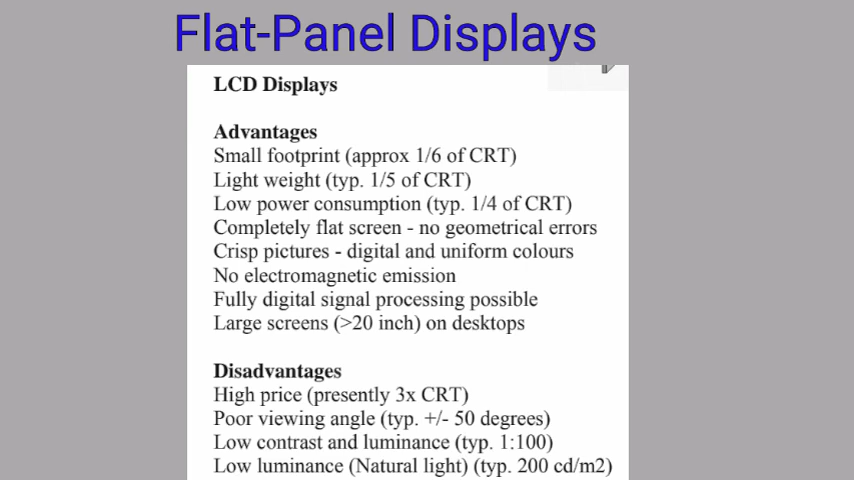 Flat-Panel Displays
LCD Displays
Advantages
Small footprint (approx 1/6 of CRT)
Light weight (typ. 1/5 of CRT)
Low power consumption (typ. 1/4 of CRT)
Completely flat screen - no geometrical errors
Crisp pictures - digital and uniform colours
No electromagnetic emission
Fully digital signal processing possible
Large screens (>20 inch) on desktops
Disadvantages
High price (presently 3x CRT)
Poor viewing angle (typ. +/- 50 degrees)
Low contrast and luminance (typ. 1:100)
Low luminance (Natural light) (typ. 200 cd/m2)